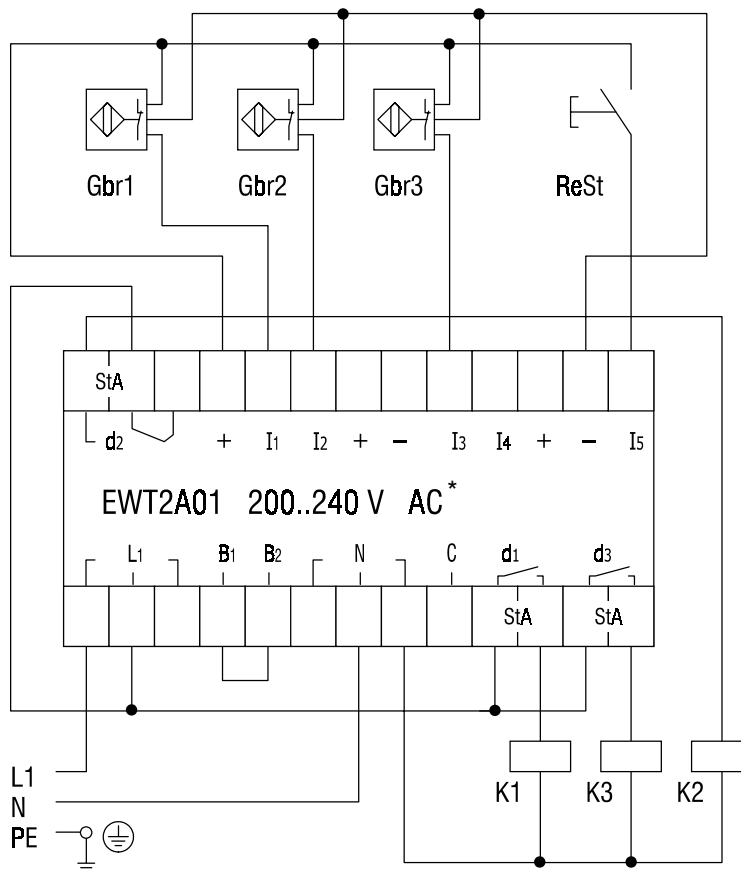 Gbr1 Gbr2 Gbr3 ReSt
StA
d2 + I1 I2 + − I3 I4 + − I5
EWT2A01 200..240 V AC*
L1 B1 B2 N C d1 d3
StA StA
L1
N
PE
K1 K3 K2